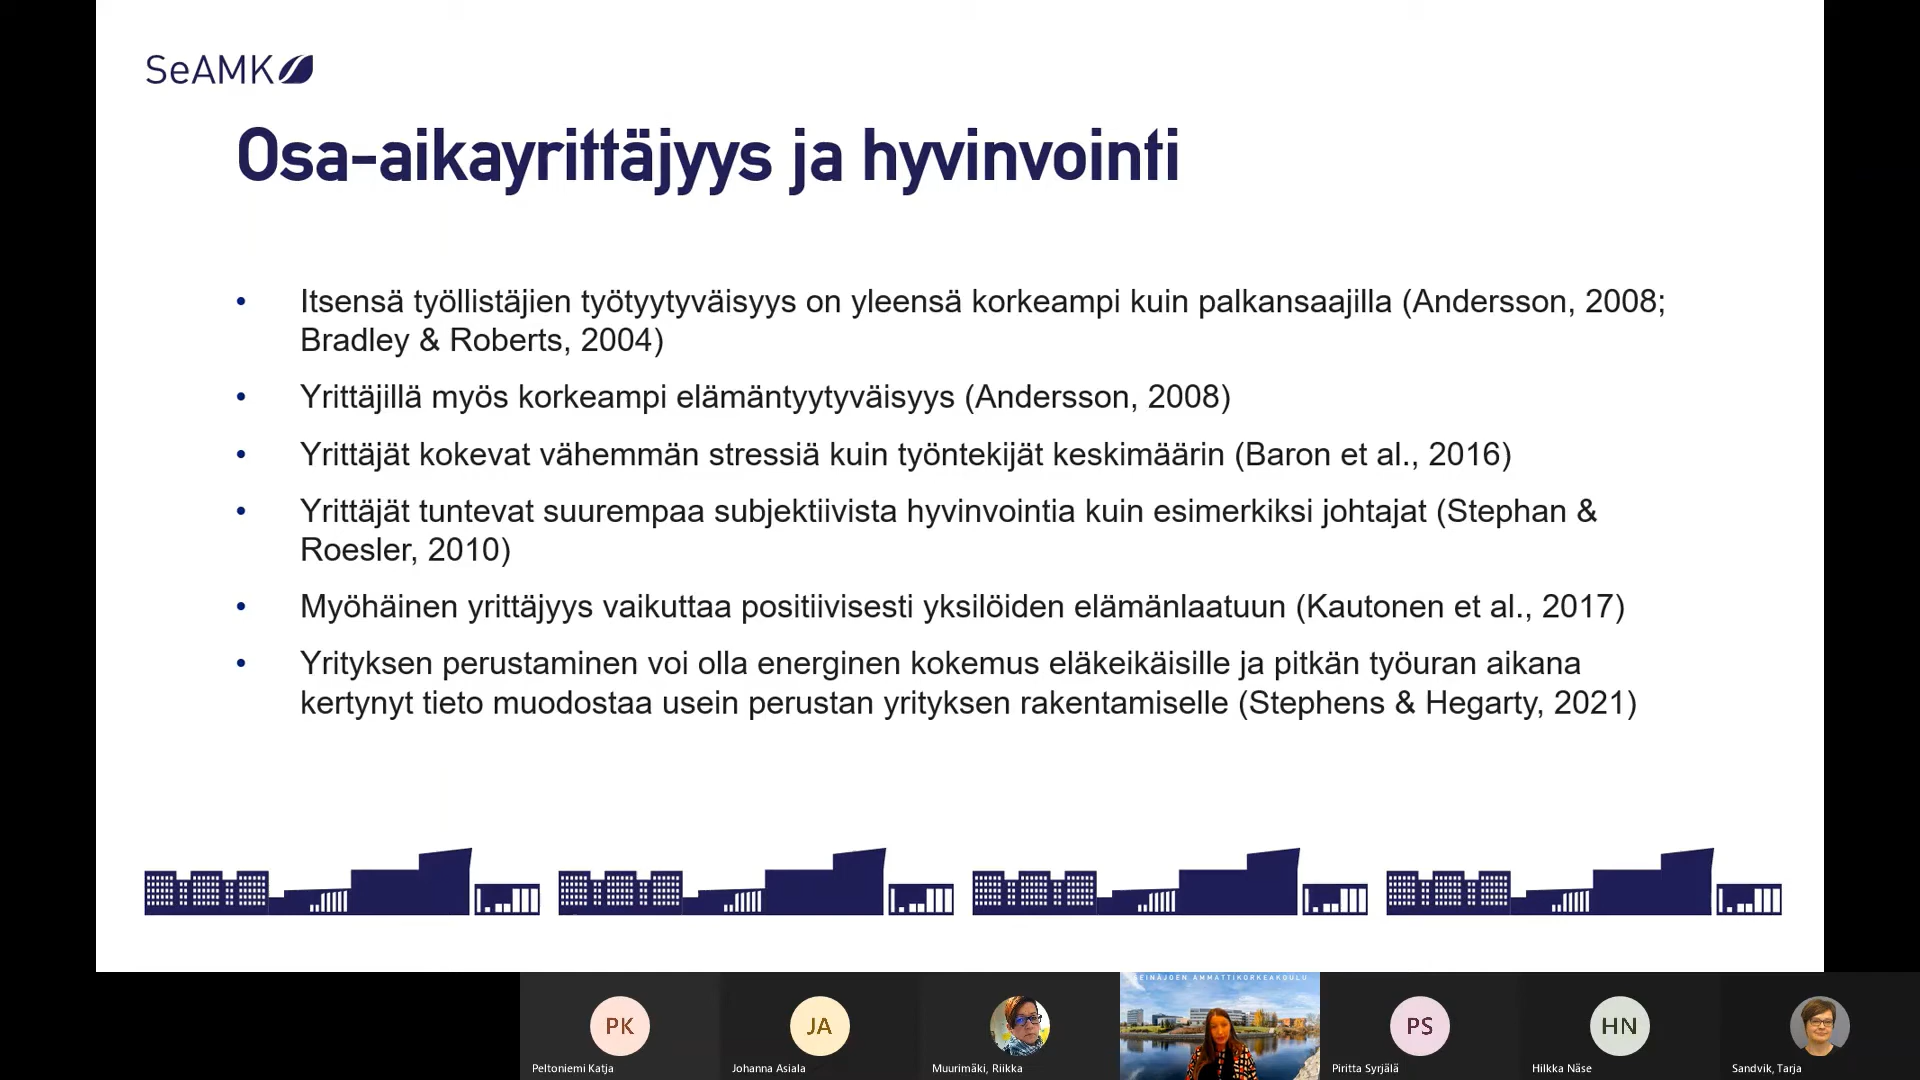 SeAMK
Osa-aikayrittäjyys ja hyvinvointi
• Itsensä työllistäjien työtyytyväisyys on yleensä korkeampi kuin palkansaajilla (Andersson, 2008;
Bradley & Roberts, 2004)
• Yrittäjillä myös korkeampi elämäntyytyväisyys (Andersson, 2008)
• Yrittäjät kokevat vähemmän stressiä kuin työntekijät keskimäärin (Baron et al., 2016)
• Yrittäjät tuntevat suurempaa subjektiivista hyvinvointia kuin esimerkiksi johtajat (Stephan &
Roesler, 2010)
• Myöhäinen yrittäjyys vaikuttaa positiivisesti yksilöiden elämänlaatuun (Kautonen et al., 2017)
• Yrityksen perustaminen voi olla energinen kokemus eläkeikäisille ja pitkän työuran aikana
kertynyt tieto muodostaa usein perustan yrityksen rakentamiselle (Stephens & Hegarty, 2021)
EINÄJOEN AMMATTIKORKEAKOULU
PK
JA
PS
HN
Peltoniemi Katja
Johanna Asiala
Muurimäki, Riikka
Piritta Syrjälä
Hilkka Näse
Sandvik, Tarja